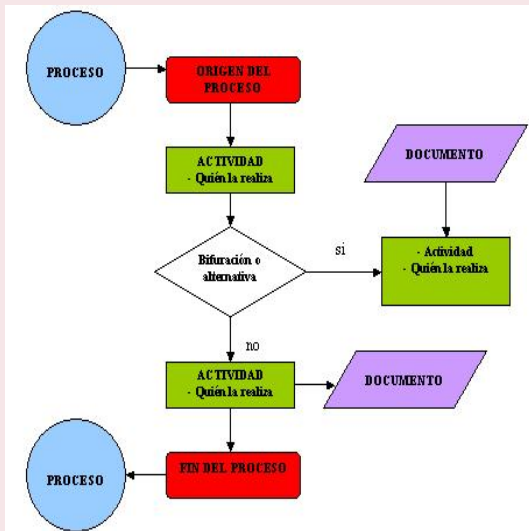 PROCESO
ORIGEN DEL
PROCESO
ACTIVIDAD
- Quién la realiza
DOCUMENTO
Bifuración o
alternativa
si
- Actividad
- Quién la realiza
no
ACTIVIDAD
- Quién la realiza
DOCUMENTO
FIN DEL PROCESO
PROCESO